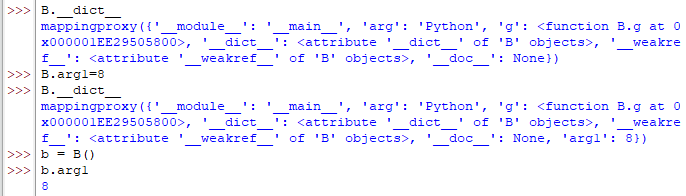 >>> B.__dict__
mappingproxy({'__module__': '__main__', 'arg': 'Python', 'g': <function B.g at 0
x000001EE29505800>, '__dict__': <attribute '__dict__' of 'B' objects>, '__weakre
f__': <attribute '__weakref__' of 'B' objects>, '__doc__': None})
>>> B.arg1=8
>>> B.__dict__
mappingproxy({'__module__': '__main__', 'arg': 'Python', 'g': <function B.g at 0
x000001EE29505800>, '__dict__': <attribute '__dict__' of 'B' objects>, '__weakre
f__': <attribute '__weakref__' of 'B' objects>, '__doc__': None, 'arg1': 8})
>>> b = B()
>>> b.arg1
8